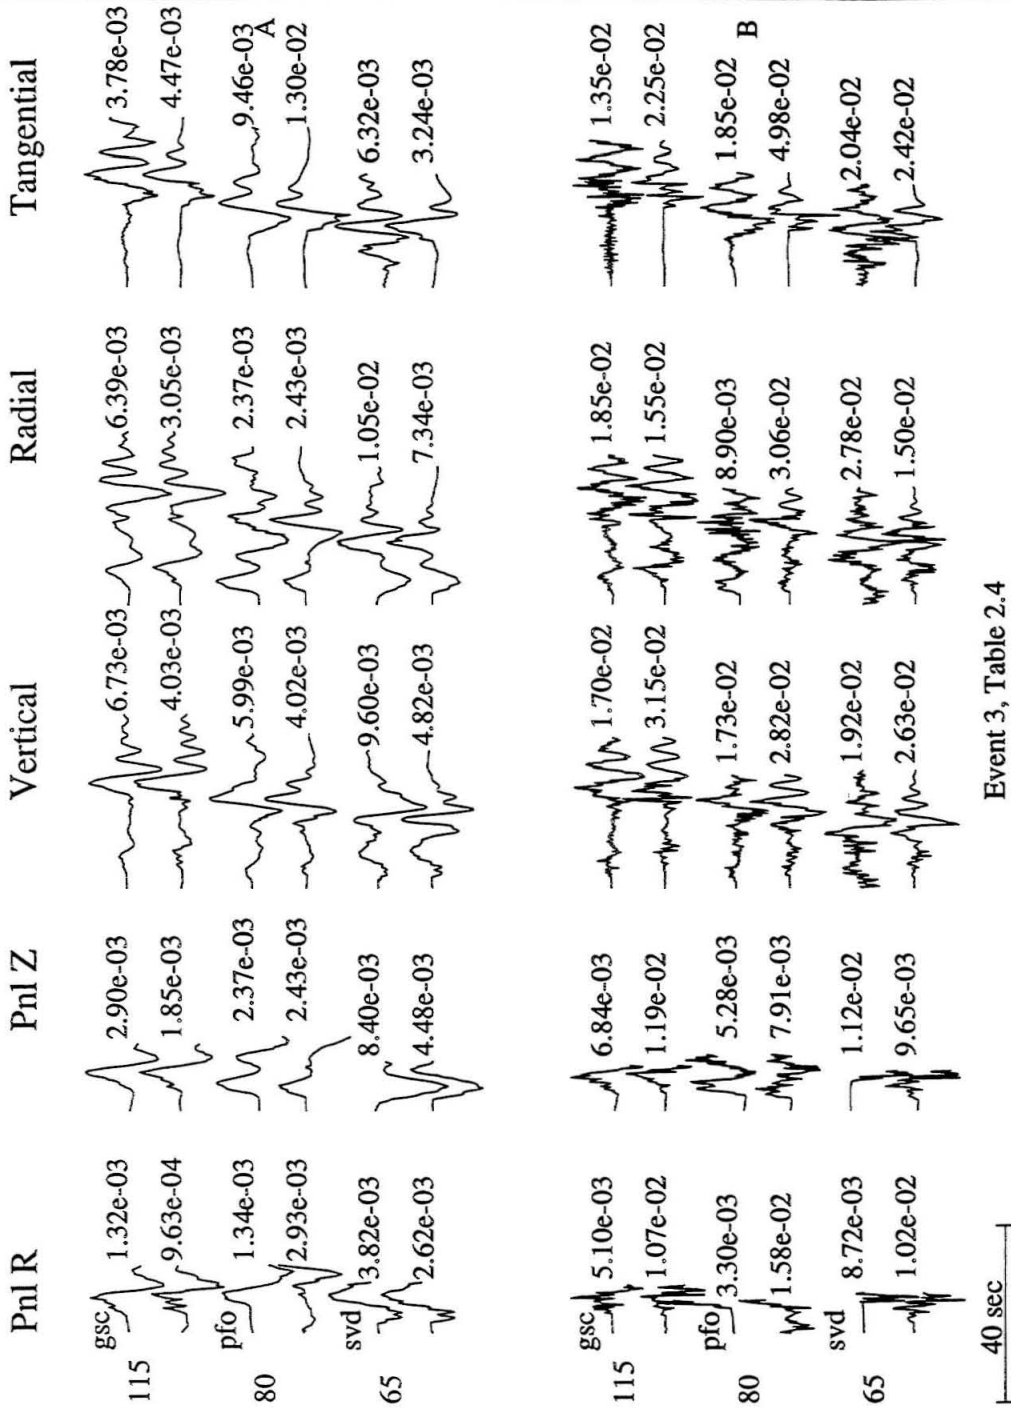 Pnl R Pnl Z Vertical Radial Tangential
gsc
115
1.32e-03 2.90e-03 6.73e-03 6.39e-03 3.78e-03
9.63e-04 1.85e-03 4.03e-03 3.05e-03 4.47e-03
pfo
80
1.34e-03 2.37e-03 5.99e-03 2.37e-03 9.46e-03
A
2.93e-03 2.43e-03 4.02e-03 2.43e-03 1.30e-02
svd
65
3.82e-03 8.40e-03 9.60e-03 1.05e-02 6.32e-03
2.62e-03 4.48e-03 4.82e-03 7.34e-03 3.24e-03
gsc
115
5.10e-03 6.84e-03 1.70e-02 1.85e-02 1.35e-02
1.07e-02 1.19e-02 3.15e-02 1.55e-02 2.25e-02
pfo
80
3.30e-03 5.28e-03 1.73e-02 8.90e-03 1.85e-02
B
1.58e-02 7.91e-03 2.82e-02 3.06e-02 4.98e-02
svd
65
8.72e-03 1.12e-02 1.92e-02 2.78e-02 2.04e-02
1.02e-02 9.65e-03 2.63e-02 1.50e-02 2.42e-02
40 sec
Event 3, Table 2.4